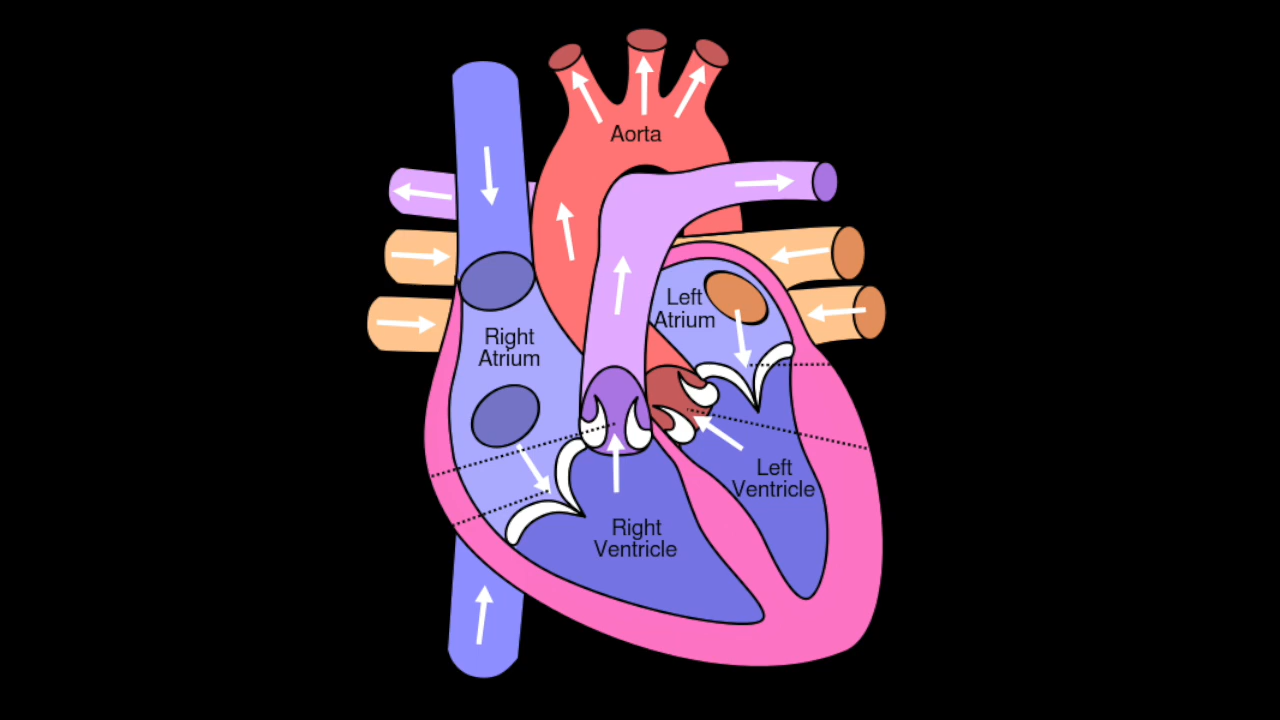 Aorta
Left
Atrium
Right
Atrium
Left
Ventricle
Right
Ventricle